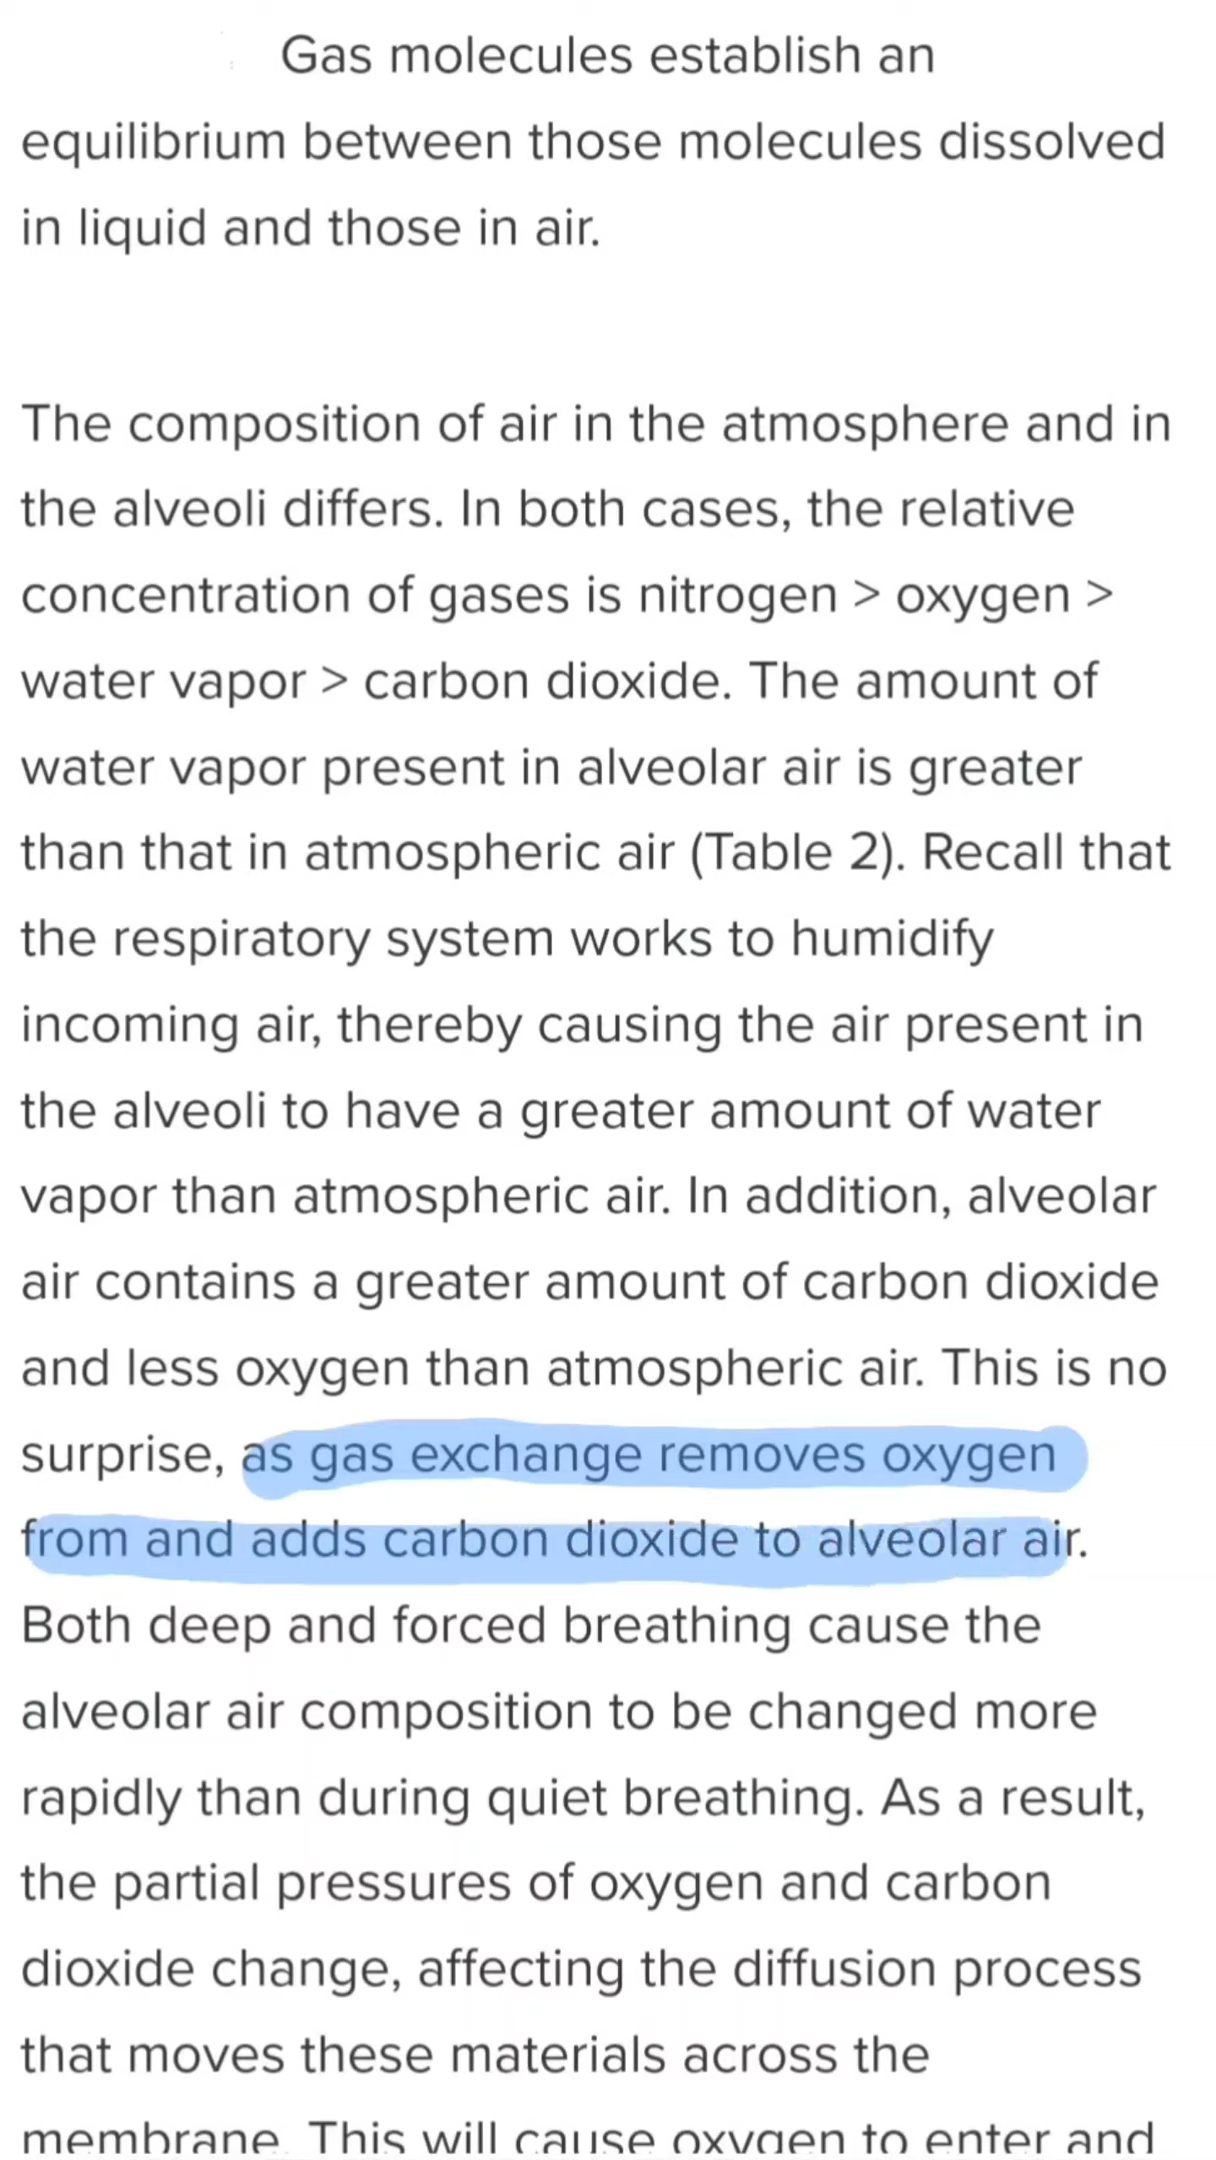 Gas molecules establish an
equilibrium between those molecules dissolved
in liquid and those in air.
The composition of air in the atmosphere and in
the alveoli differs. In both cases, the relative
concentration of gases is nitrogen > oxygen >
water vapor > carbon dioxide. The amount of
water vapor present in alveolar air is greater
than that in atmospheric air (Table 2). Recall that
the respiratory system works to humidify
incoming air, thereby causing the air present in
the alveoli to have a greater amount of water
vapor than atmospheric air. In addition, alveolar
air contains a greater amount of carbon dioxide
and less oxygen than atmospheric air. This is no
surprise, as gas exchange removes oxygen
from and adds carbon dioxide to alveolar air.
Both deep and forced breathing cause the
alveolar air composition to be changed more
rapidly than during quiet breathing. As a result,
the partial pressures of oxygen and carbon
dioxide change, affecting the diffusion process
that moves these materials across the
membrane. This will cause oxygen to enter and